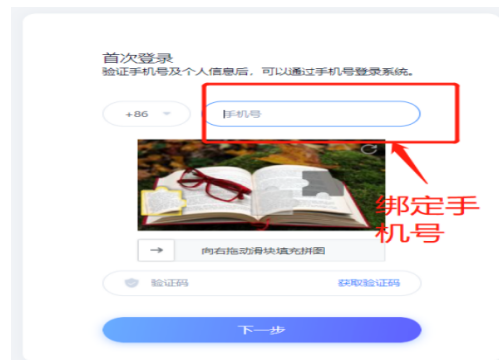 首次登录
验证手机号及个人信息后，可以通过手机号登录系统。
+86
手机号
绑定手
机号
向右拖动滑块填充拼图
验证码
获取验证码
下一步